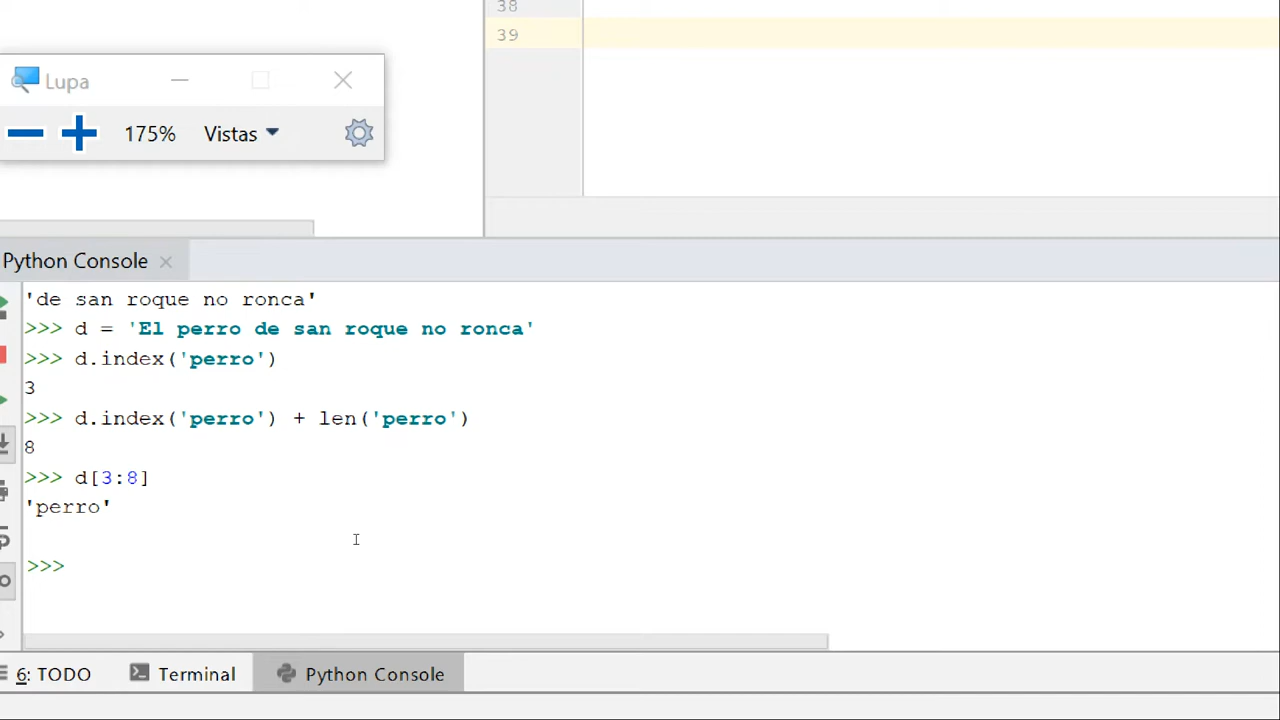 38
39
Lupa
175% Vistas
Python Console
'de san roque no ronca'
>>> d = 'El perro de san roque no ronca'
>>> d.index('perro')
3
>>> d.index('perro') + len('perro')
8
>>> d[3:8]
'perro'
>>>
6: TODO Terminal Python Console